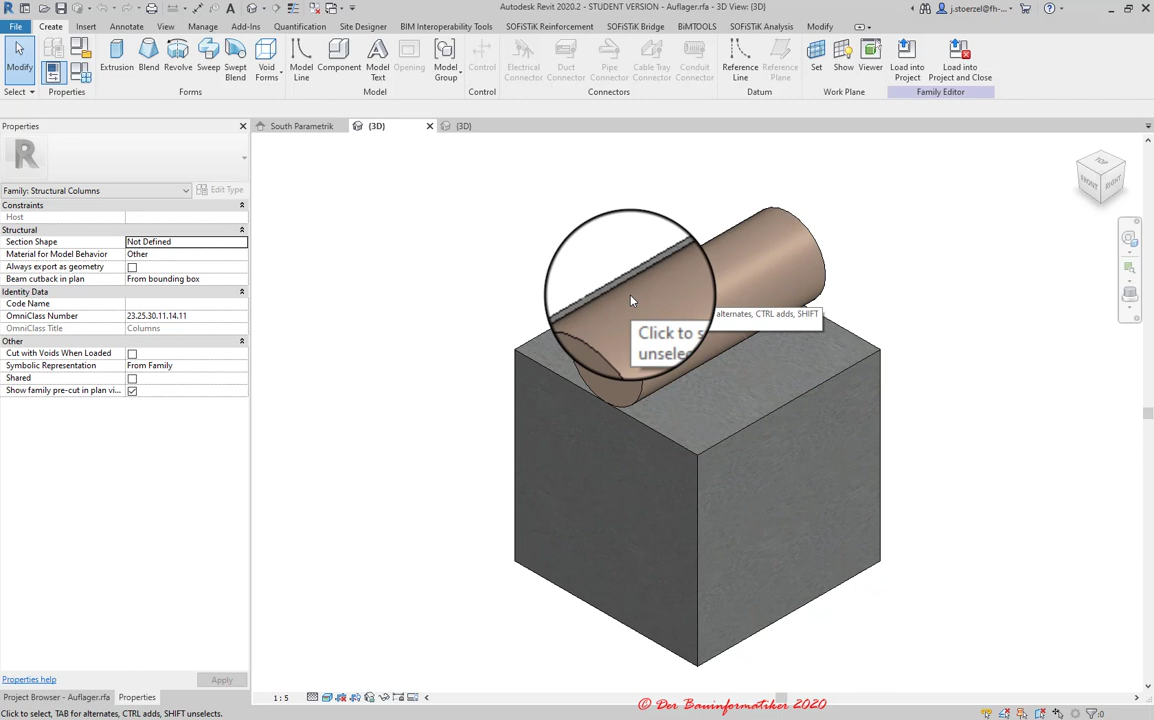 Autodesk Revit 2020.2 - STUDENT VERSION - Auflager.rfa - 3D View: {3D}
j.stoerzel@fh-...
File Create Insert Annotate View Manage Add-Ins Quantification Site Designer BIM Interoperability Tools SOFiSTiK Reinforcement SOFiSTiK Bridge BiMTOOLS SOFiSTiK Analysis Modify
Modify
Extrusion Blend Revolve Sweep Swept Blend Void Forms
Model Line Component Model Text Opening Model Group
Control
Electrical Connector Duct Connector Pipe Connector Cable Tray Connector Conduit Connector
Reference Line Reference Plane
Set Show Viewer
Load into Project Load into Project and Close
Select Properties Forms Model Control Connectors Datum Work Plane Family Editor
Properties
South Parametrik {3D} {3D}
R
Family: Structural Columns Edit Type
Constraints
Host
Structural
Section Shape Not Defined
Material for Model Behavior Other
Always export as geometry
Beam cutback in plan From bounding box
Identity Data
Code Name
OmniClass Number 23.25.30.11.14.11
OmniClass Title Columns
Other
Cut with Voids When Loaded
Symbolic Representation From Family
Shared
Show family pre-cut in plan vi...
TOP
FRONT RIGHT
alternates, CTRL adds, SHIFT
Click to s
unselec
Properties help Apply
Project Browser - Auflager.rfa Properties
1:5
© Der Bauinformatiker 2020
Click to select, TAB for alternates, CTRL adds, SHIFT unselects.
:0